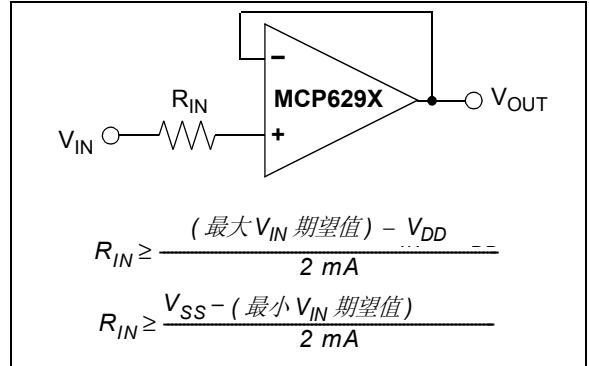 R_IN
V_IN
−
+
MCP629X
V_OUT
R_IN ≥ (最大 V_IN 期望值) − V_DD
2 mA
R_IN ≥ V_SS − (最小 V_IN 期望值)
2 mA